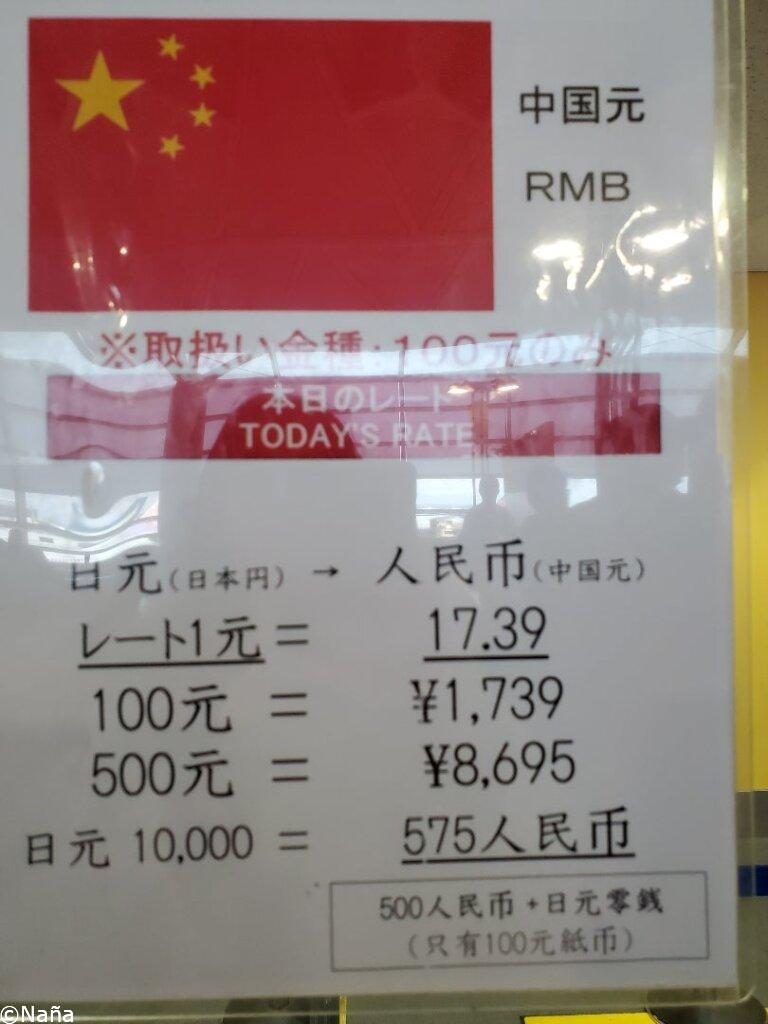 中国元
RMB
※取扱い金種:100元のみ
本日のレート
TODAY'S RATE
日元(日本円) → 人民币(中国元)
レート1元 = 17.39
100元 = ¥1,739
500元 = ¥8,695
日元 10,000 = 575人民币
500人民币+日元零銭
(只有100元紙币)
©Naña